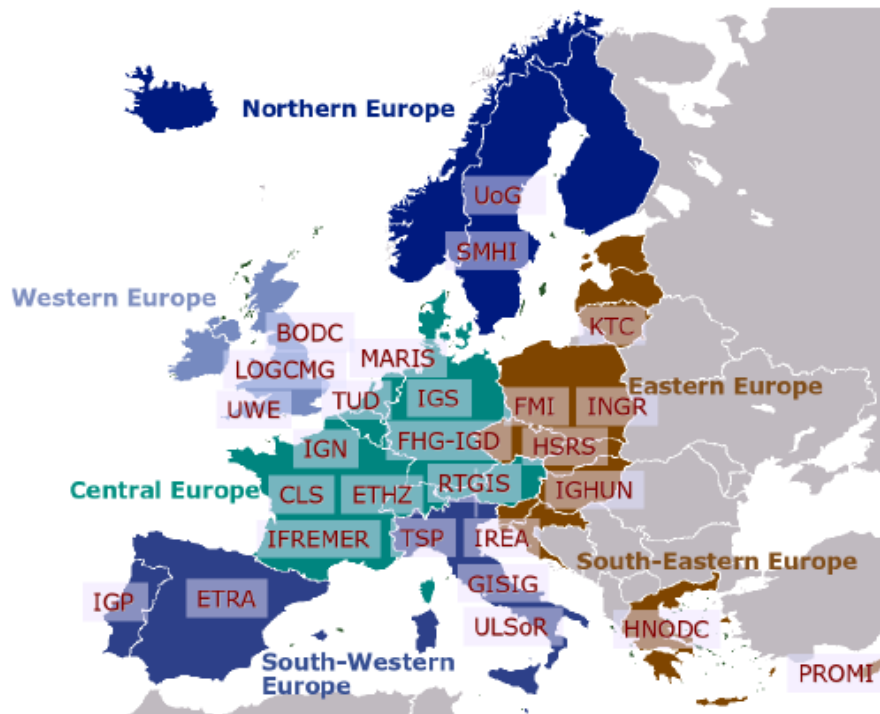 Northern Europe
UoG
SMHI
Western Europe
BODC
KTC
MARIS
LOGCMG
Eastern Europe
TUD
IGS
UWE
FMI
INGR
IGN
FHG-IGD
HSRS
Central Europe
CLS
ETHZ
RTGIS
IGHUN
IFREMER
TSP
IREA
South-Eastern Europe
GISIG
IGP
ETRA
ULSoR
HNODC
South-Western
Europe
PROMI